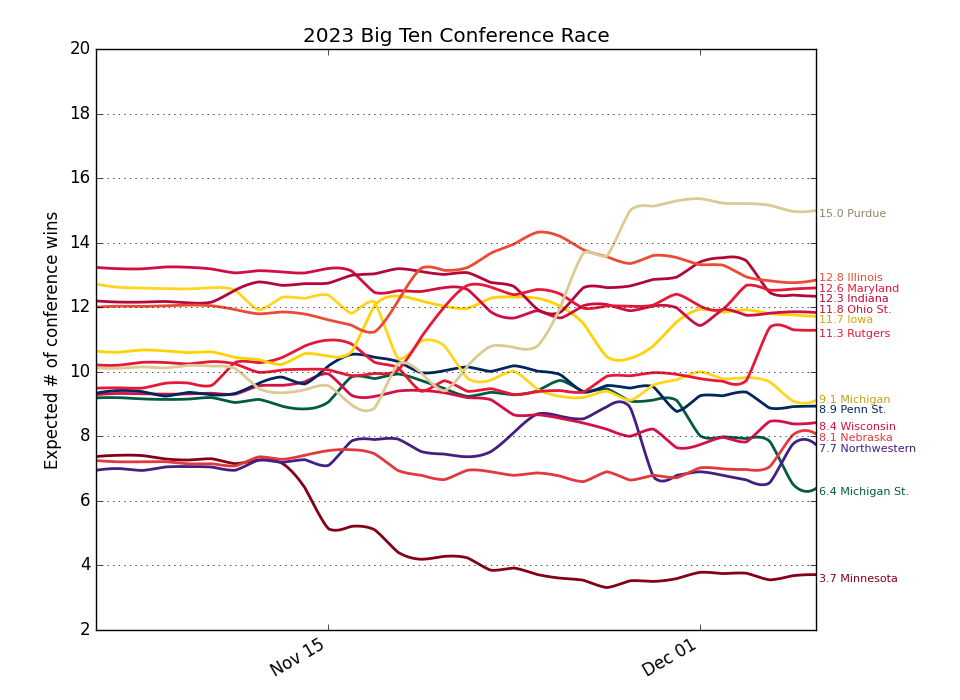 2023 Big Ten Conference Race
Expected # of conference wins
20
18
16
14
12
10
8
6
4
2
Nov 15
Dec 01
15.0 Purdue
12.8 Illinois
12.6 Maryland
12.3 Indiana
11.8 Ohio St.
11.7 Iowa
11.3 Rutgers
9.1 Michigan
8.9 Penn St.
8.4 Wisconsin
8.1 Nebraska
7.7 Northwestern
6.4 Michigan St.
3.7 Minnesota